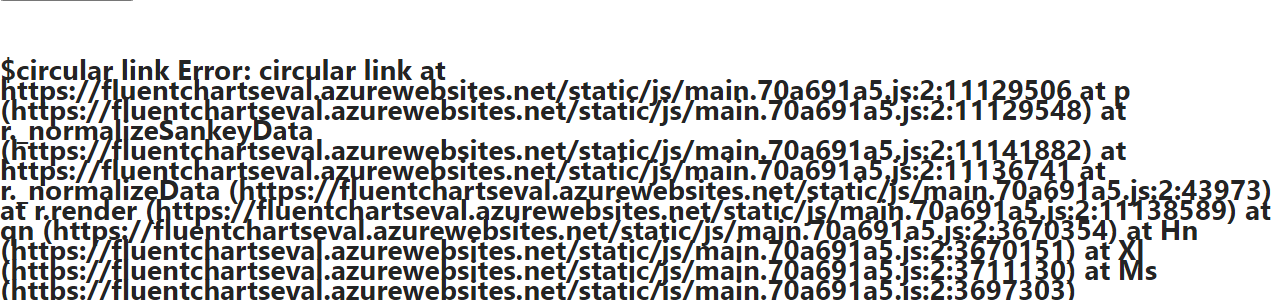 $circular link Error: circular link at
https://fluentchartseval.azurewebsites.net/static/js/main.70a691a5.js:2:11129506 at p
(https://fluentchartseval.azurewebsites.net/static/js/main.70a691a5.js:2:11129548) at
r._normalizeSankeyData
(https://fluentchartseval.azurewebsites.net/static/js/main.70a691a5.js:2:11141882) at
https://fluentchartseval.azurewebsites.net/static/js/main.70a691a5.js:2:11136741 at
r._normalizeData (https://fluentchartseval.azurewebsites.net/static/js/main.70a691a5.js:2:43973)
at r.render (https://fluentchartseval.azurewebsites.net/static/js/main.70a691a5.js:2:11138589) at
qn (https://fluentchartseval.azurewebsites.net/static/js/main.70a691a5.js:2:3670354) at Hn
(https://fluentchartseval.azurewebsites.net/static/js/main.70a691a5.js:2:3670151) at Xl
(https://fluentchartseval.azurewebsites.net/static/js/main.70a691a5.js:2:3711130) at Ms
(https://fluentchartseval.azurewebsites.net/static/js/main.70a691a5.js:2:3697303)